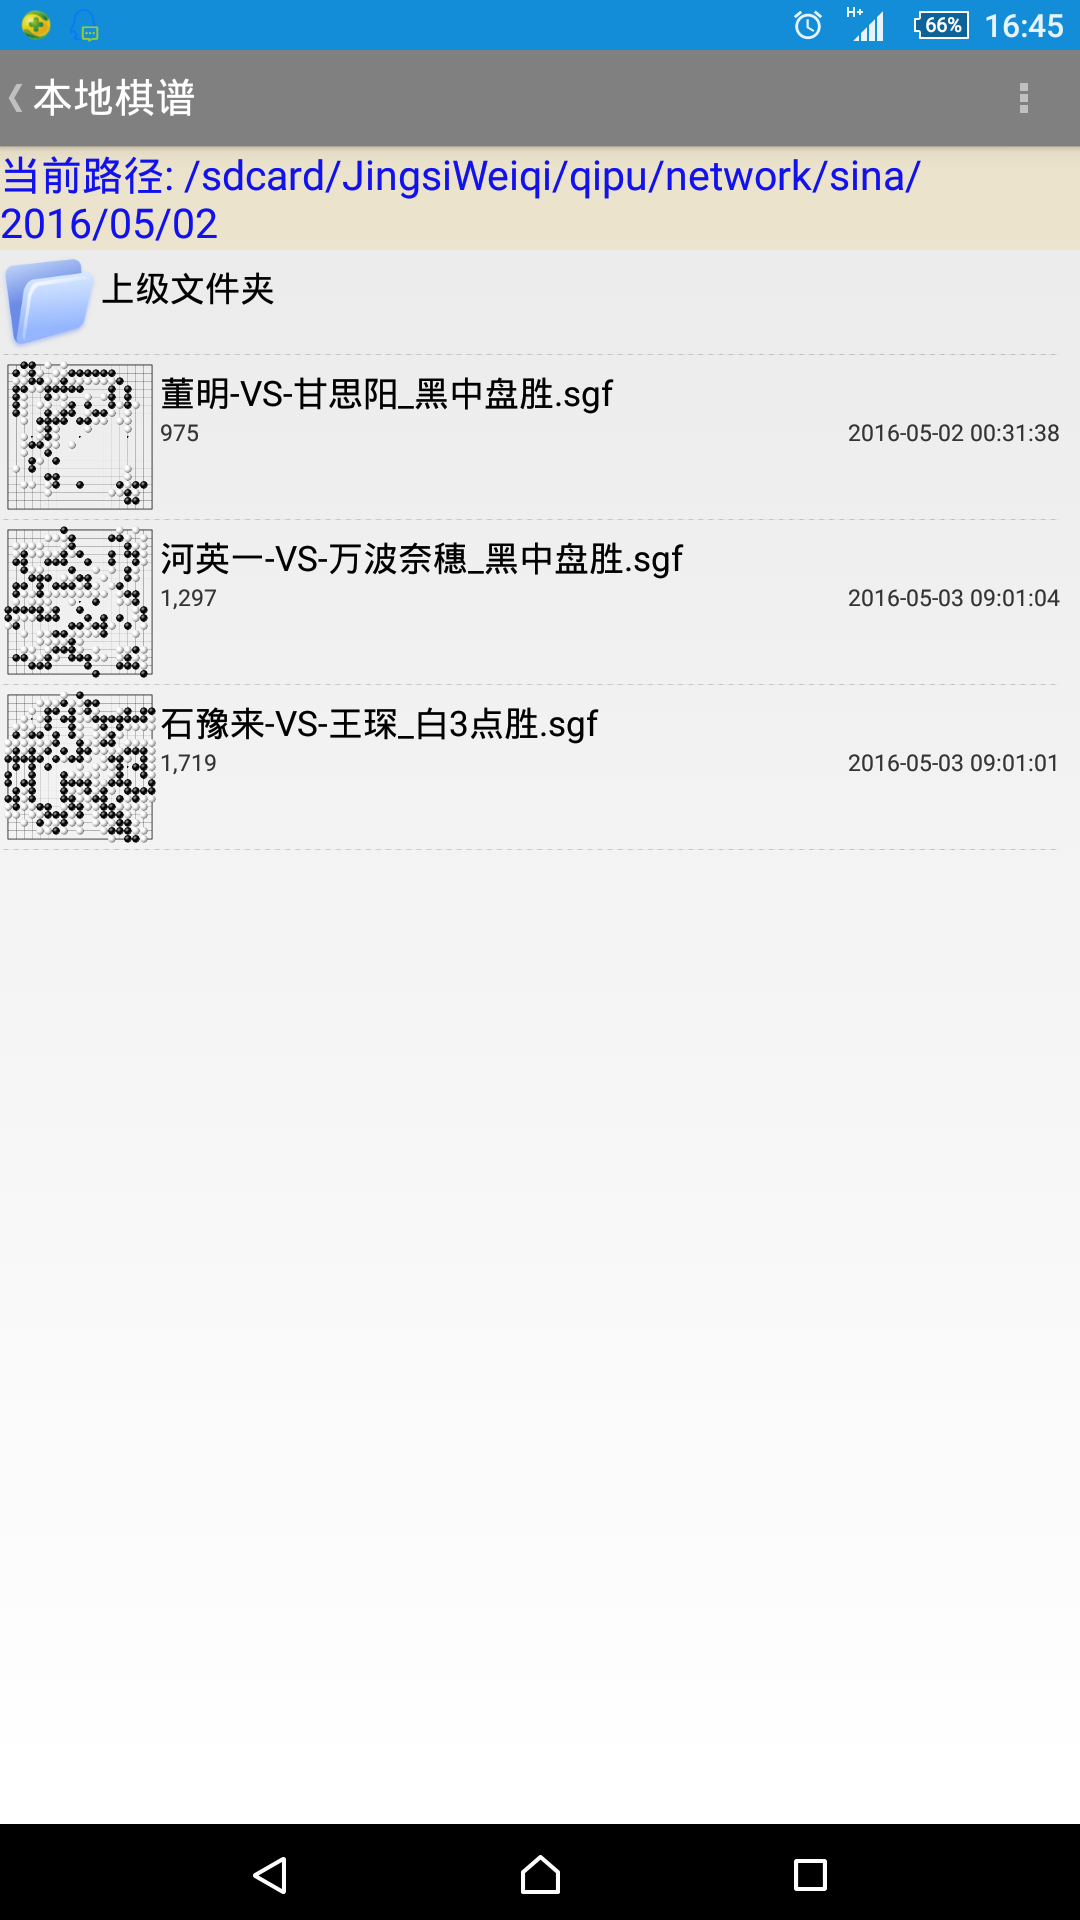 H+ 66% 16:45
本地棋谱
当前路径: /sdcard/JingsiWeiqi/qipu/network/sina/
2016/05/02
上级文件夹
董明-VS-甘思阳_黑中盘胜.sgf
975 2016-05-02 00:31:38
河英一-VS-万波奈穗_黑中盘胜.sgf
1,297 2016-05-03 09:01:04
石豫来-VS-王琛_白3点胜.sgf
1,719 2016-05-03 09:01:01